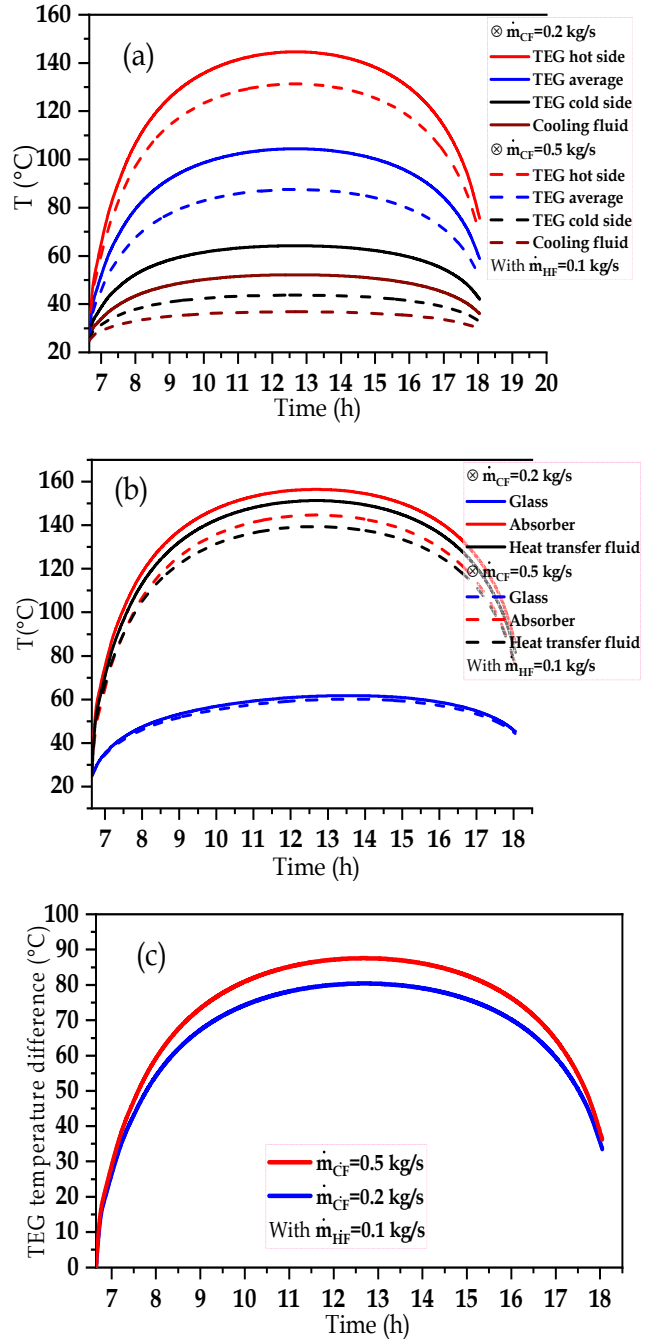 (a)
⊗ ṁCF=0.2 kg/s
TEG hot side
TEG average
TEG cold side
Cooling fluid
⊗ ṁCF=0.5 kg/s
TEG hot side
TEG average
TEG cold side
Cooling fluid
With ṁHF=0.1 kg/s
T (°C)
160
140
120
100
80
60
40
20
7 8 9 10 11 12 13 14 15 16 17 18 19 20
Time (h)
(b)
⊗ ṁCF=0.2 kg/s
Glass
Absorber
Heat transfer fluid
⊗ ṁCF=0.5 kg/s
Glass
Absorber
Heat transfer fluid
With ṁHF=0.1 kg/s
T(°C)
160
140
120
100
80
60
40
20
7 8 9 10 11 12 13 14 15 16 17 18
Time (h)
(c)
TEG temperature difference (°C)
100
90
80
70
60
50
40
30
20
10
0
ṁCF=0.5 kg/s
ṁCF=0.2 kg/s
With ṁHF=0.1 kg/s
7 8 9 10 11 12 13 14 15 16 17 18
Time (h)